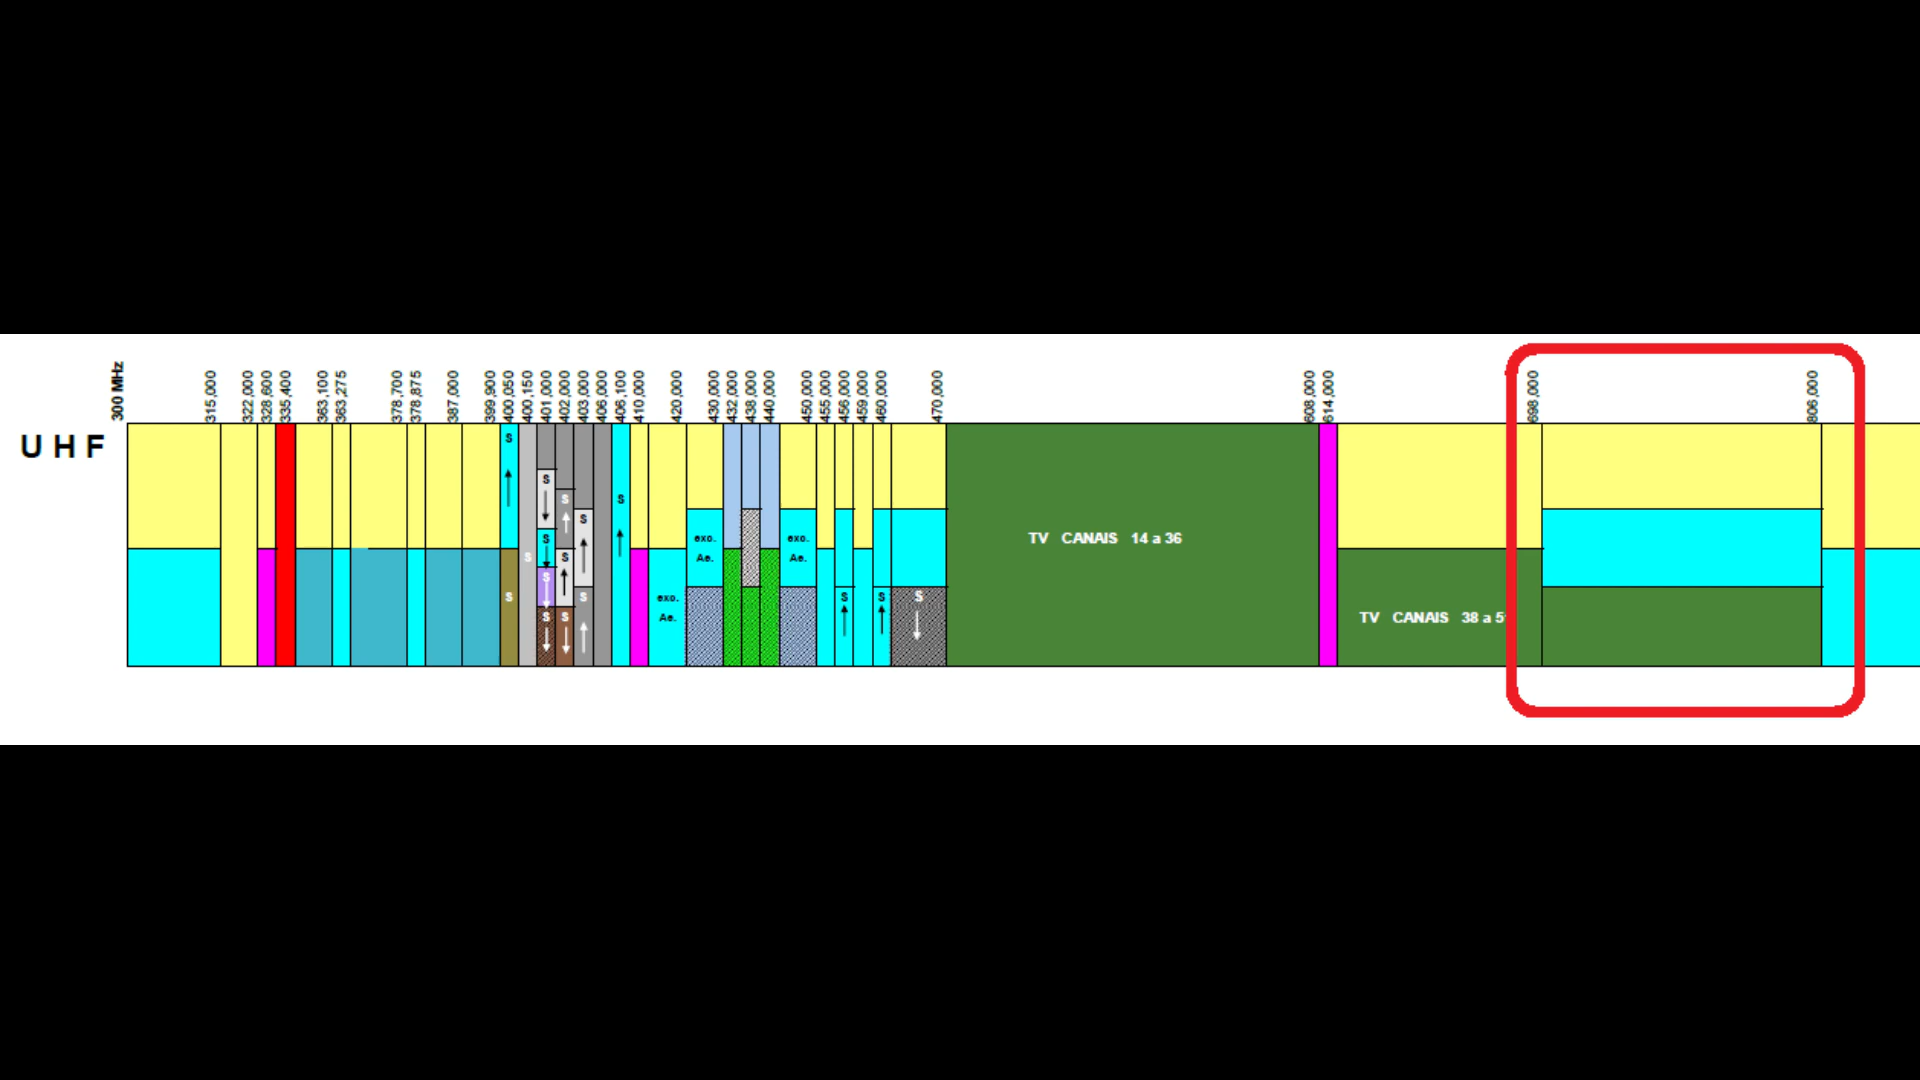 300 MHz
315,000
322,000
328,600
335,400
363,100
363,275
378,700
378,875
387,000
399,900
400,050
400,150
401,000
402,000
403,000
406,000
406,100
410,000
420,000
430,000
432,000
438,000
440,000
450,000
455,000
456,000
459,000
460,000
470,000
608,000
614,000
698,000
806,000
UHF
S
S
S
S
S
S
S
S
S
S
S
S
S
exo.
Ae.
exo.
Ae.
exo.
Ae.
S
S
S
TV CANAIS 14 a 36
TV CANAIS 38 a 5